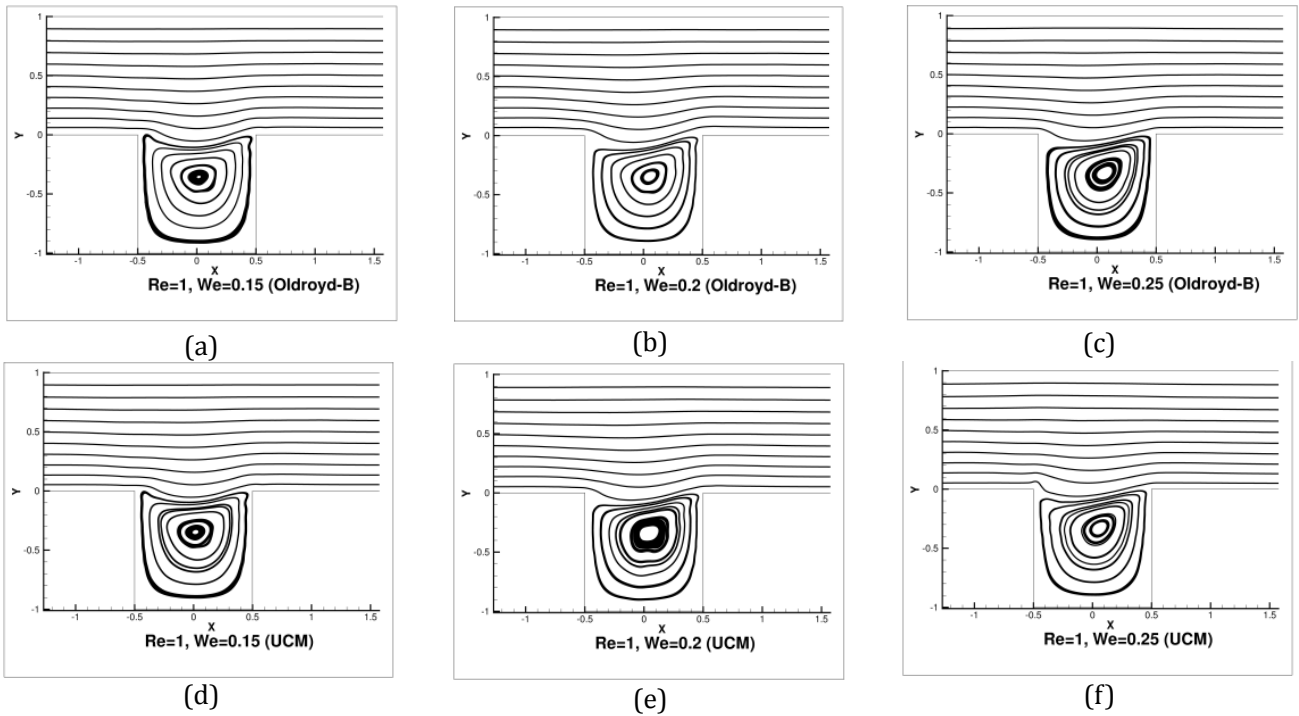 1
0.5
0
-0.5
-1
Y
-1 -0.5 0 0.5 1 1.5
X
Re=1, We=0.15 (Oldroyd-B)
(a)
1
0.5
0
-0.5
-1
Y
-1 -0.5 0 0.5 1 1.5
X
Re=1, We=0.2 (Oldroyd-B)
(b)
1
0.5
0
-0.5
-1
Y
-1 -0.5 0 0.5 1 1.5
X
Re=1, We=0.25 (Oldroyd-B)
(c)
1
0.5
0
-0.5
-1
Y
-1 -0.5 0 0.5 1 1.5
X
Re=1, We=0.15 (UCM)
(d)
1
0.5
0
-0.5
-1
Y
-1 -0.5 0 0.5 1 1.5
X
Re=1, We=0.2 (UCM)
(e)
1
0.5
0
-0.5
-1
Y
-1 -0.5 0 0.5 1 1.5
X
Re=1, We=0.25 (UCM)
(f)